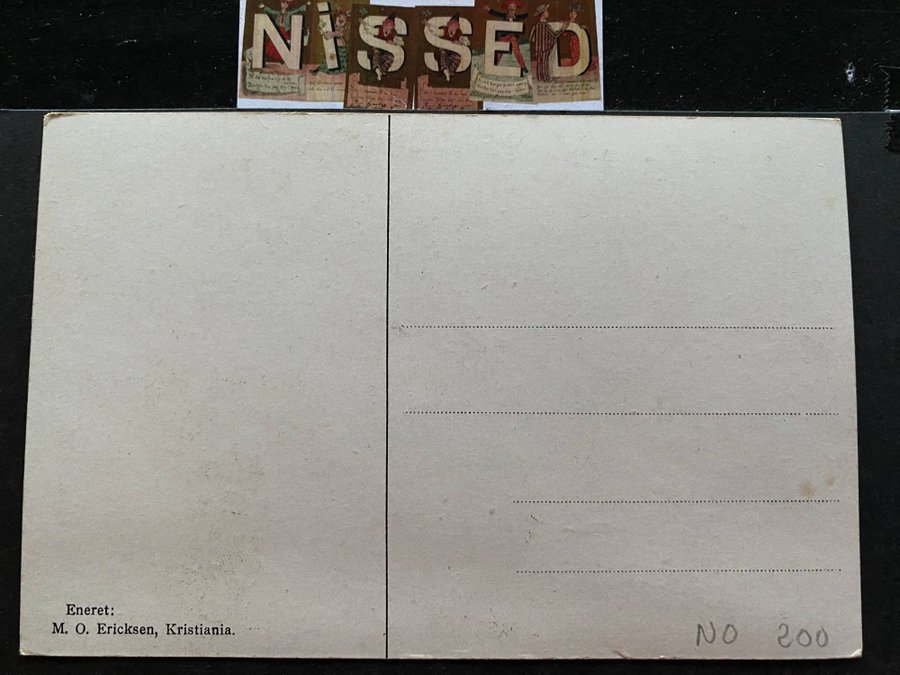 NiSSED
Eneret:
M. O. Ericksen, Kristiania.
NO 200